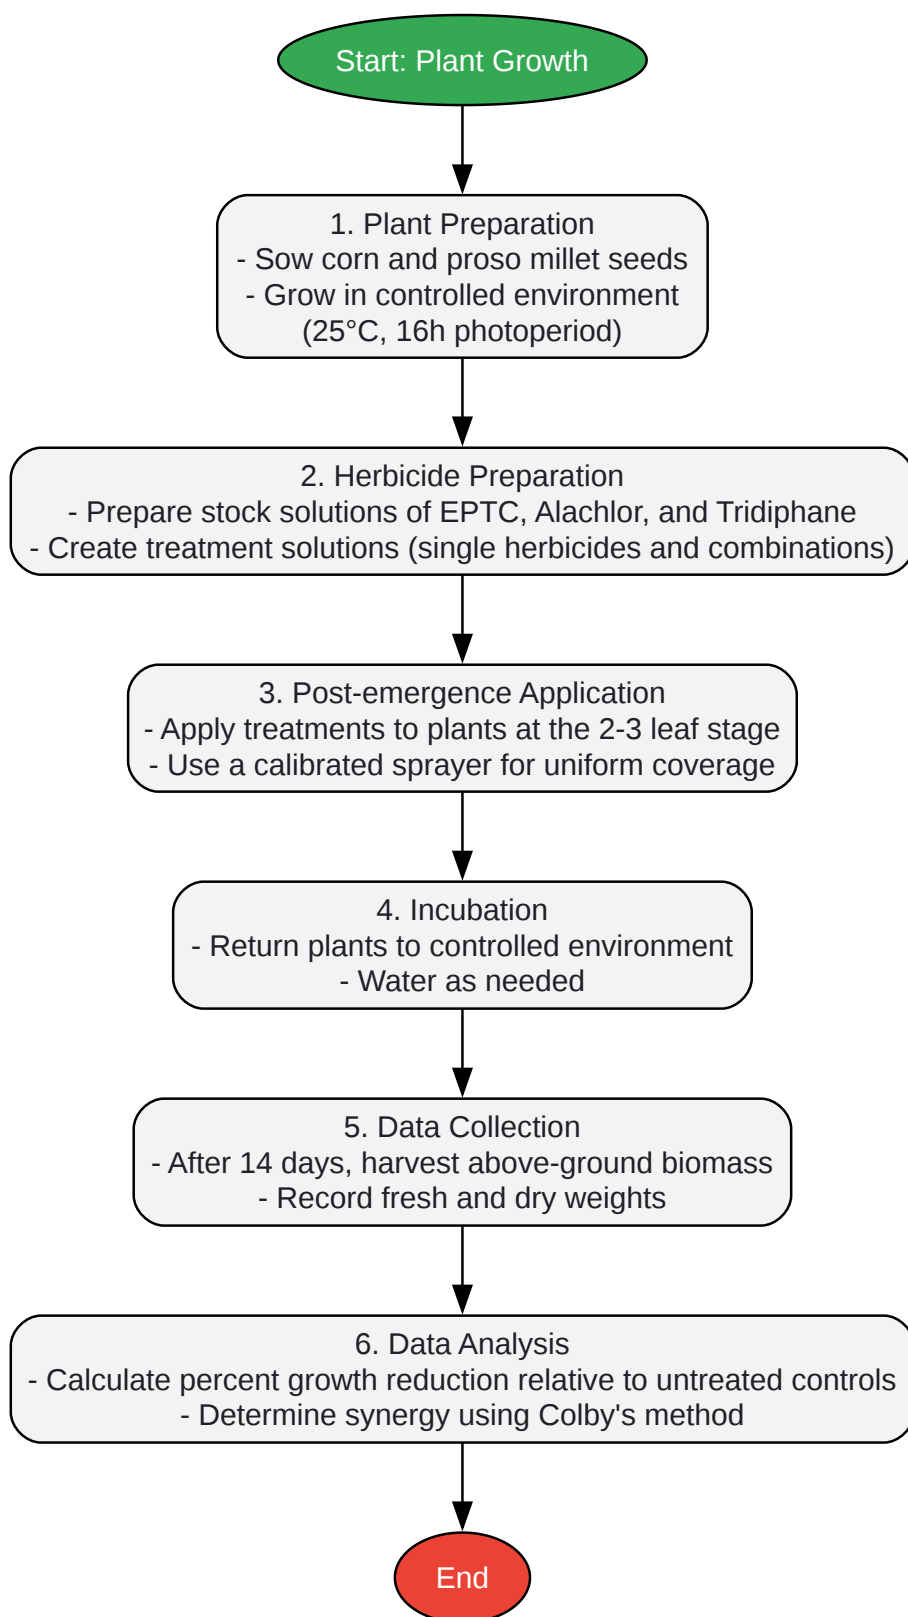 Start: Plant Growth
1. Plant Preparation
- Sow corn and proso millet seeds
- Grow in controlled environment
(25°C, 16h photoperiod)
2. Herbicide Preparation
- Prepare stock solutions of EPTC, Alachlor, and Tridiphane
- Create treatment solutions (single herbicides and combinations)
3. Post-emergence Application
- Apply treatments to plants at the 2-3 leaf stage
- Use a calibrated sprayer for uniform coverage
4. Incubation
- Return plants to controlled environment
- Water as needed
5. Data Collection
- After 14 days, harvest above-ground biomass
- Record fresh and dry weights
6. Data Analysis
- Calculate percent growth reduction relative to untreated controls
- Determine synergy using Colby's method
End